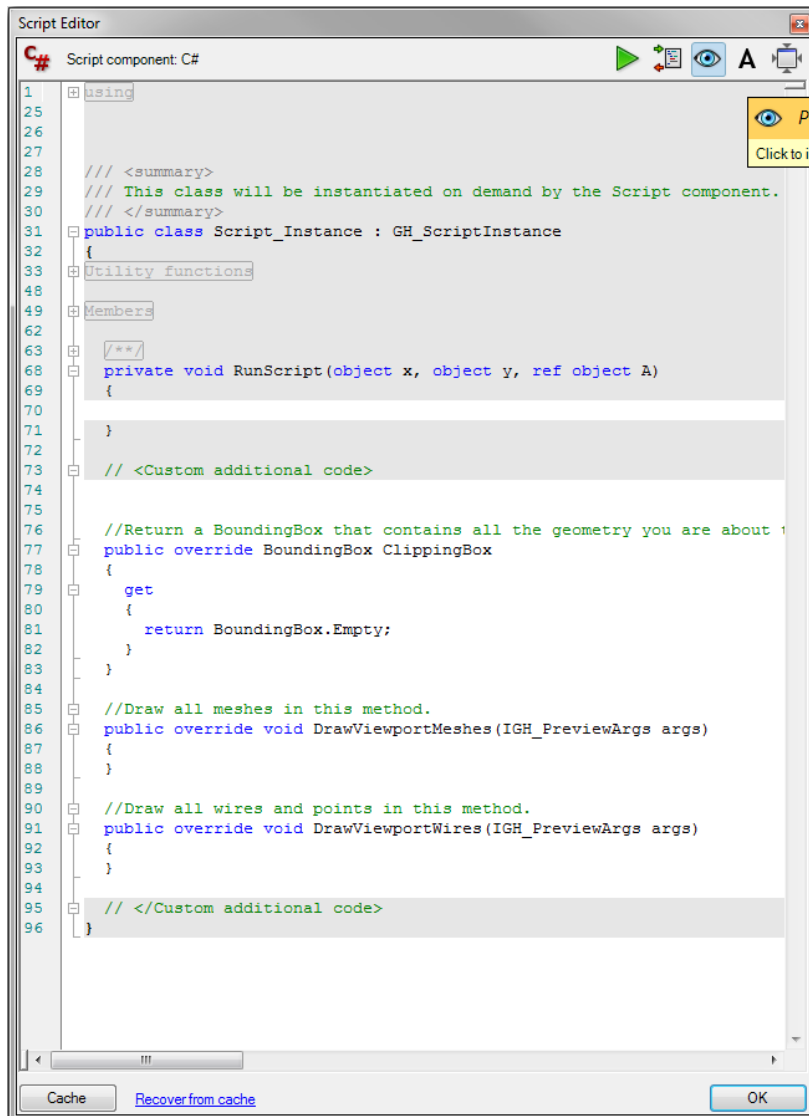 Script Editor
C# Script component: C# A
1 using
25
26
27
28 /// <summary>
29 /// This class will be instantiated on demand by the Script component.
30 /// </summary>
31 public class Script_Instance : GH_ScriptInstance
32 {
33 Utility functions
48
49 Members
62
63 /**/
68 private void RunScript(object x, object y, ref object A)
69 {
70
71 }
72
73 // <Custom additional code>
74
75
76 //Return a BoundingBox that contains all the geometry you are about
77 public override BoundingBox ClippingBox
78 {
79 get
80 {
81 return BoundingBox.Empty;
82 }
83 }
84
85 //Draw all meshes in this method.
86 public override void DrawViewportMeshes(IGH_PreviewArgs args)
87 {
88 }
89
90 //Draw all wires and points in this method.
91 public override void DrawViewportWires(IGH_PreviewArgs args)
92 {
93 }
94
95 // </Custom additional code>
96 }
P
Click to i
Cache Recover from cache OK